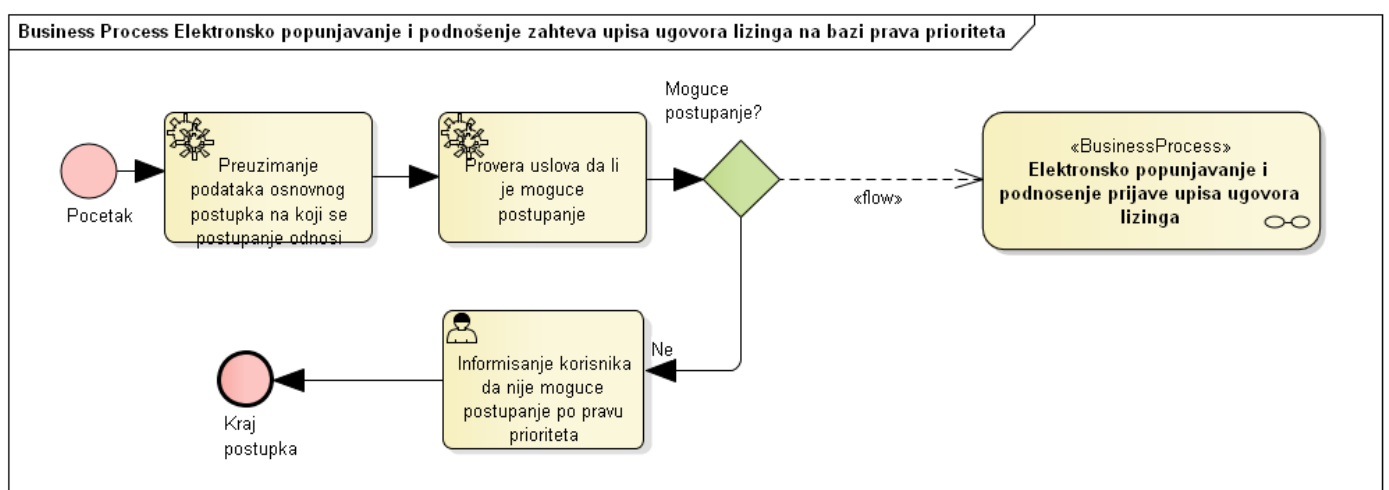 Business Process Elektronsko popunjavanje i podnošenje zahteva upisa ugovora lizinga na bazi prava prioriteta
Pocetak
Preuzimanje
podataka osnovnog
postupka na koji se
postupanje odnosi
Provera uslova da li
je moguce
postupanje
Moguce
postupanje?
«flow»
«BusinessProcess»
Elektronsko popunjavanje i
podnosenje prijave upisa ugovora
lizinga
Ne
Informisanje korisnika
da nije moguce
postupanje po pravu
prioriteta
Kraj
postupka